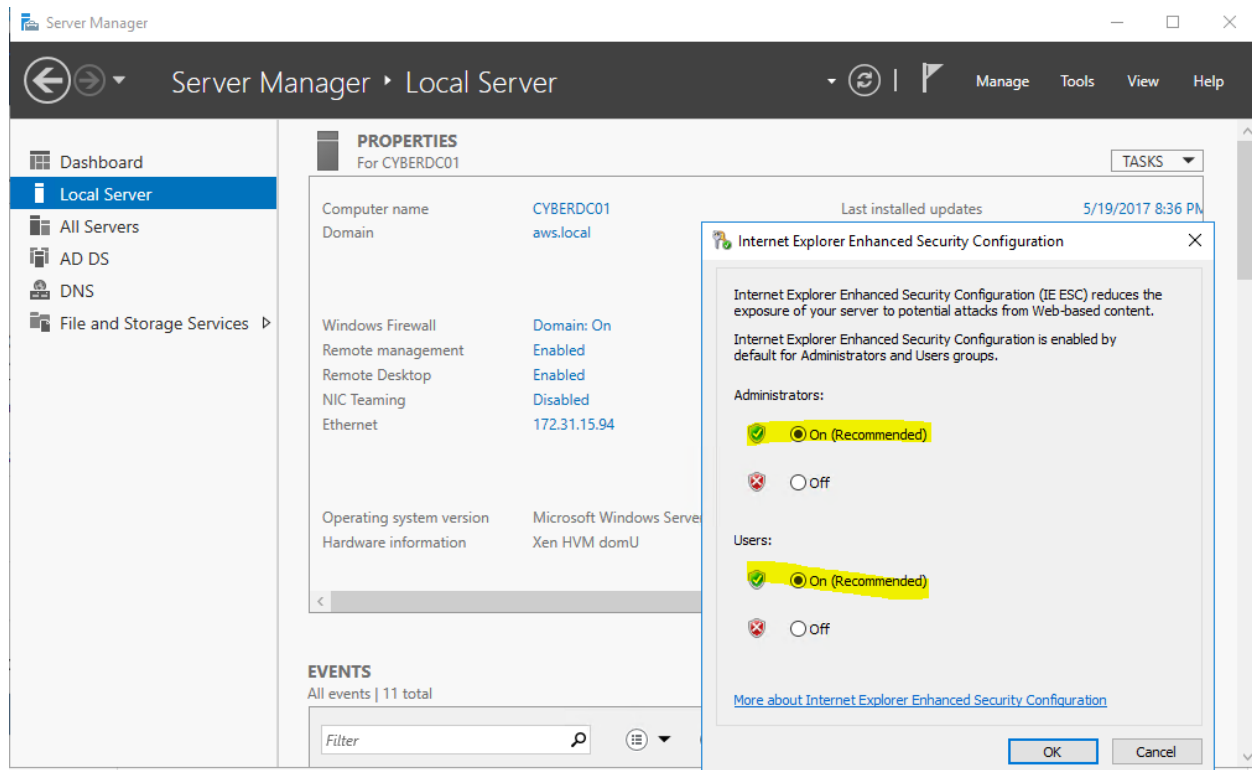 Server Manager
Server Manager ‣ Local Server
Manage Tools View Help
Dashboard
Local Server
All Servers
AD DS
DNS
File and Storage Services
PROPERTIES
For CYBERDC01
TASKS
Computer name CYBERDC01 Last installed updates 5/19/2017 8:36 PM
Domain aws.local
Windows Firewall Domain: On
Remote management Enabled
Remote Desktop Enabled
NIC Teaming Disabled
Ethernet 172.31.15.94
Operating system version Microsoft Windows Server
Hardware information Xen HVM domU
EVENTS
All events | 11 total
Filter
Internet Explorer Enhanced Security Configuration
Internet Explorer Enhanced Security Configuration (IE ESC) reduces the
exposure of your server to potential attacks from Web-based content.
Internet Explorer Enhanced Security Configuration is enabled by
default for Administrators and Users groups.
Administrators:
On (Recommended)
Off
Users:
On (Recommended)
Off
More about Internet Explorer Enhanced Security Configuration
OK Cancel